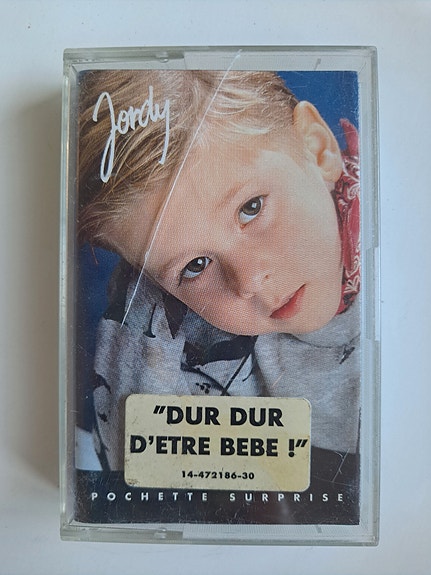 Jordy
"DUR DUR
D'ETRE BEBE !"
14-472186-30
POCHETTE SURPRISE